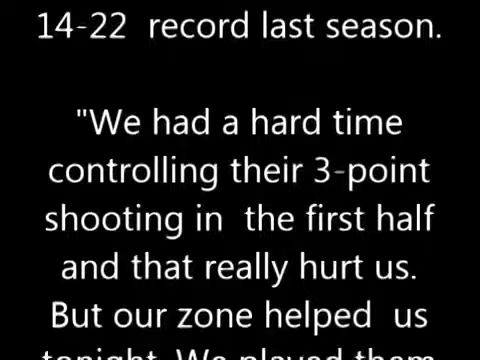 14-22  record last season.
"We had a hard time
controlling their 3-point
shooting in  the first half
and that really hurt us.
But our zone helped  us
tonight. We played them